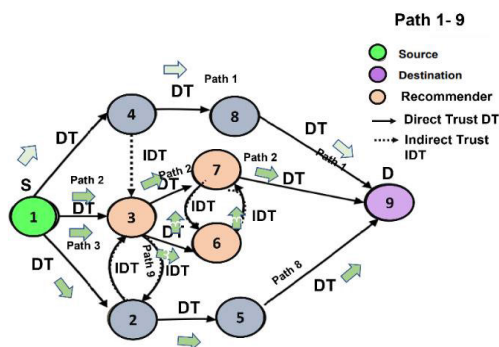 Path 1- 9
Source
Destination
Recommender
Direct Trust DT
Indirect Trust
IDT
Path 1
DT
4
8
DT
DT
IDT
Path 2
7
Path 2
Path 1
S
Path 2
DT
DT
D
1
DT
3
IDT
9
Path 3
DT
6
IDT
IDT
Path 9
IDT
Path 8
DT
DT
2
DT
5